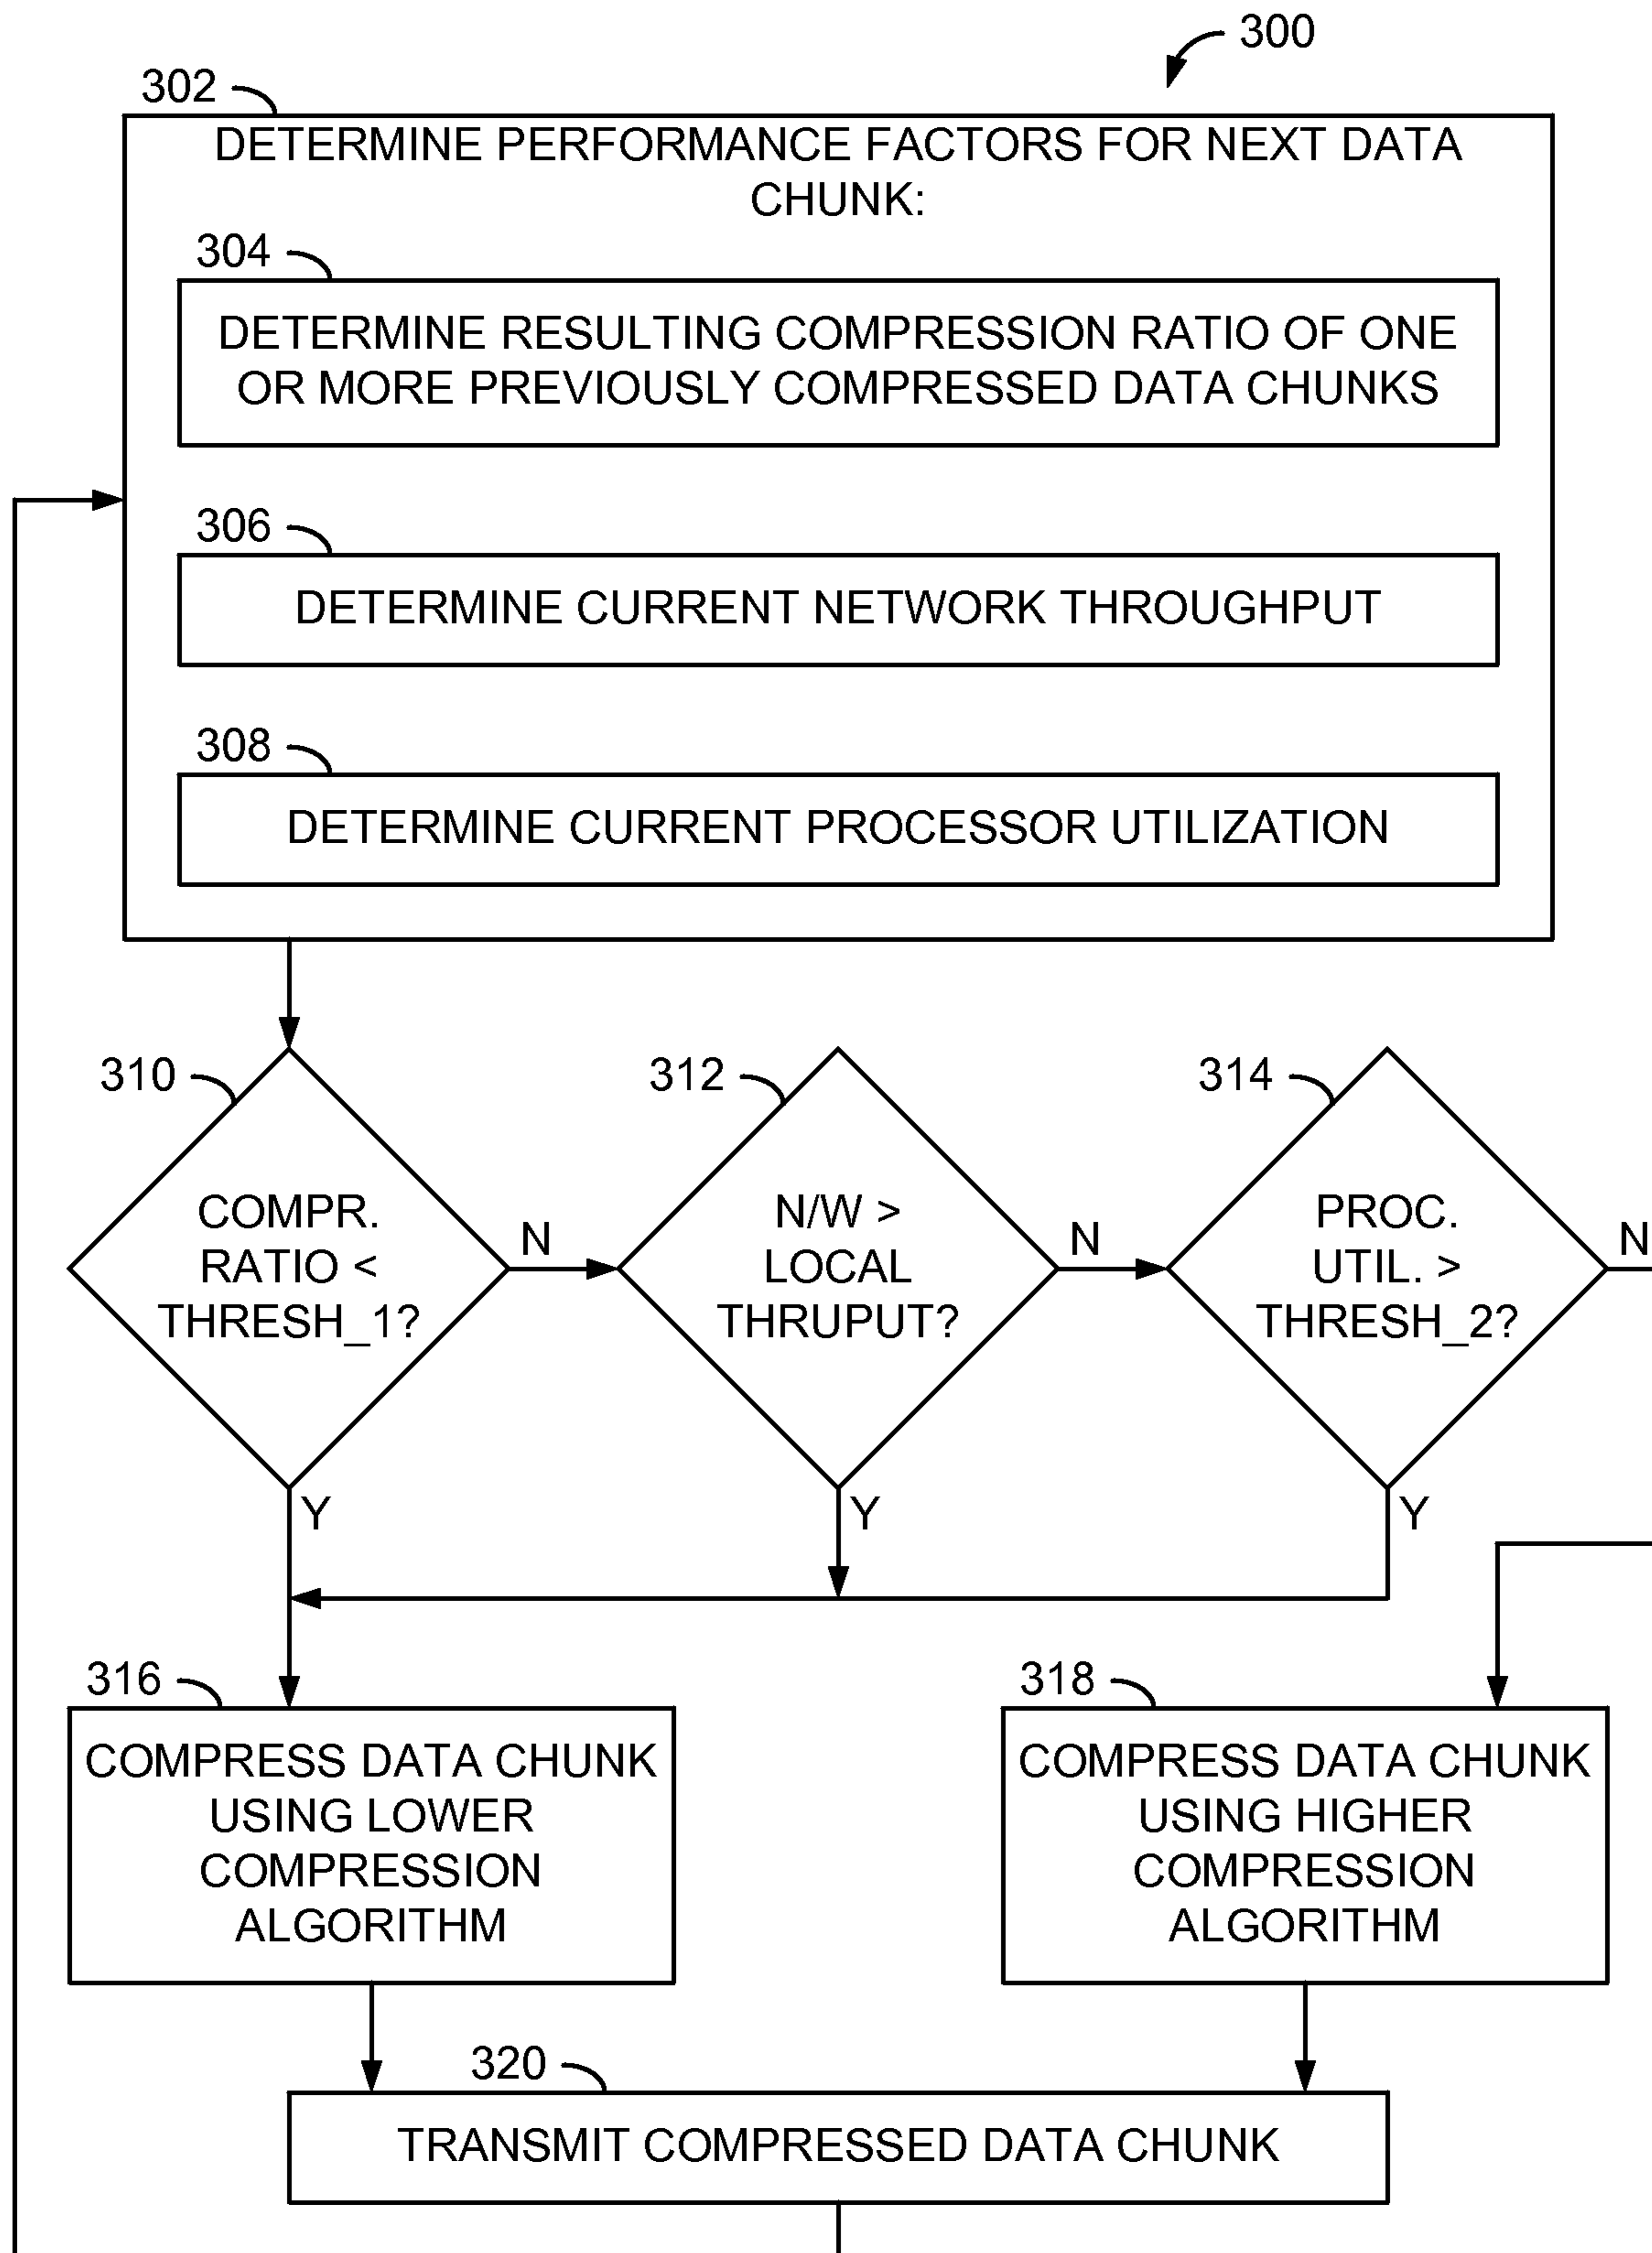 300
302
DETERMINE PERFORMANCE FACTORS FOR NEXT DATA
CHUNK:
304
DETERMINE RESULTING COMPRESSION RATIO OF ONE
OR MORE PREVIOUSLY COMPRESSED DATA CHUNKS
306
DETERMINE CURRENT NETWORK THROUGHPUT
308
DETERMINE CURRENT PROCESSOR UTILIZATION
310
COMPR.
RATIO <
THRESH_1?
N
Y
312
N/W >
LOCAL
THRUPUT?
N
Y
314
PROC.
UTIL. >
THRESH_2?
N
Y
316
COMPRESS DATA CHUNK
USING LOWER
COMPRESSION
ALGORITHM
318
COMPRESS DATA CHUNK
USING HIGHER
COMPRESSION
ALGORITHM
320
TRANSMIT COMPRESSED DATA CHUNK